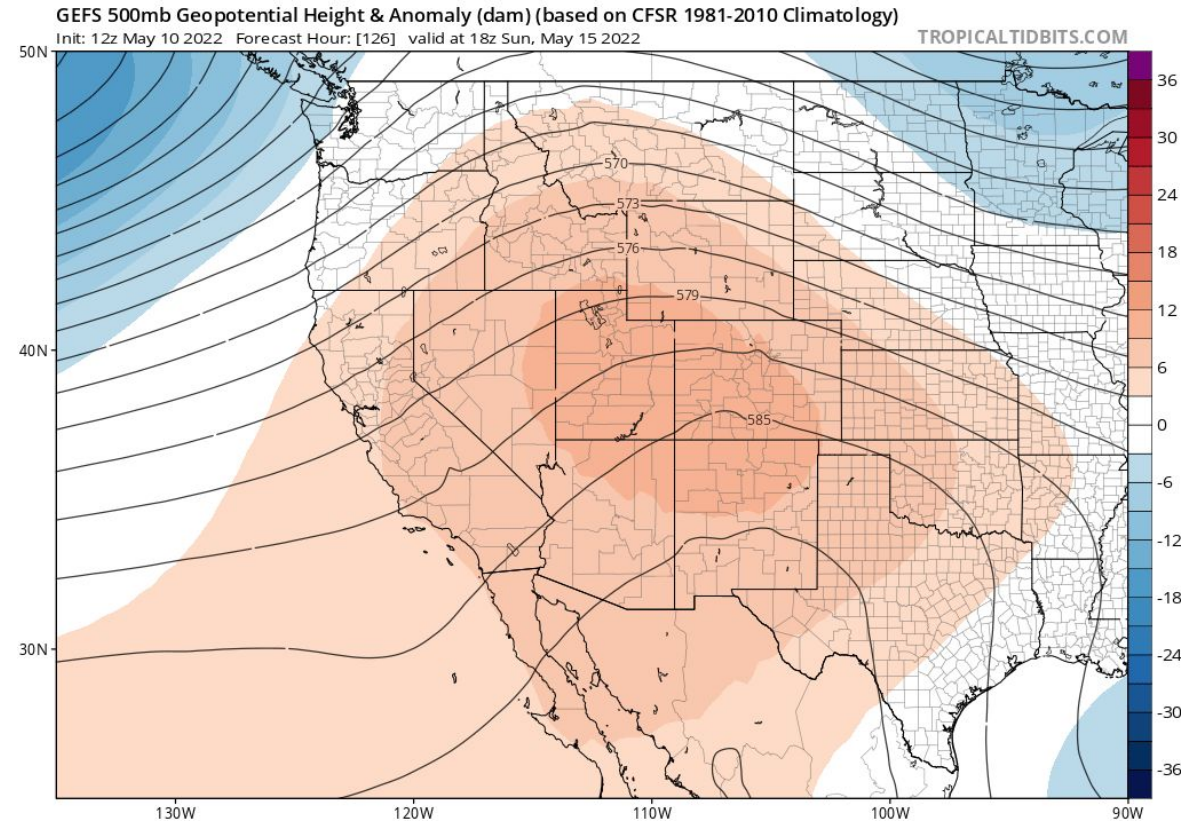 GEFS 500mb Geopotential Height & Anomaly (dam) (based on CFSR 1981-2010 Climatology)
Init: 12z May 10 2022 Forecast Hour: [126] valid at 18z Sun, May 15 2022
TROPICALTIDBITS.COM
50N
36
30
570
24
573
18
576
579
12
40N
6
585
0
-6
-12
-18
30N
-24
-30
-36
130W
120W
110W
100W
90W